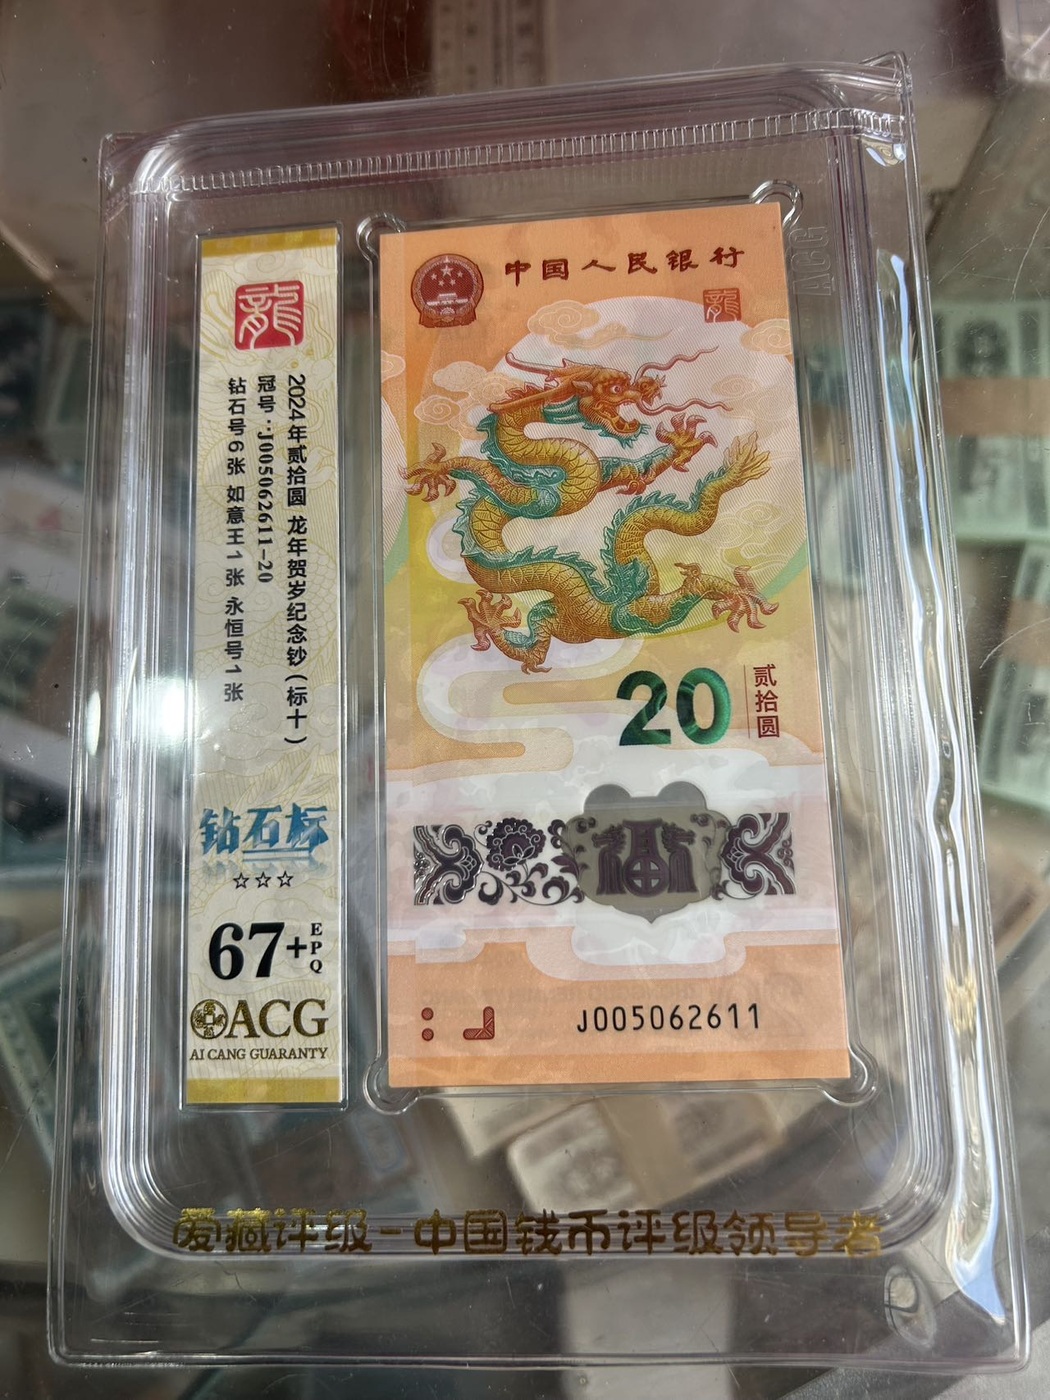 龍
2024年贰拾圆 龙年贺岁纪念钞(标十)
冠号:J005062611-20
钻石号6张 如意王1张 永恒号1张
钻石标
☆☆☆
67+EPQ
ACG
AI CANG GUARANTY
中国人民银行
龍
20
贰拾圆
福
J005062611
ACG
爱藏评级-中国钱币评级领导者